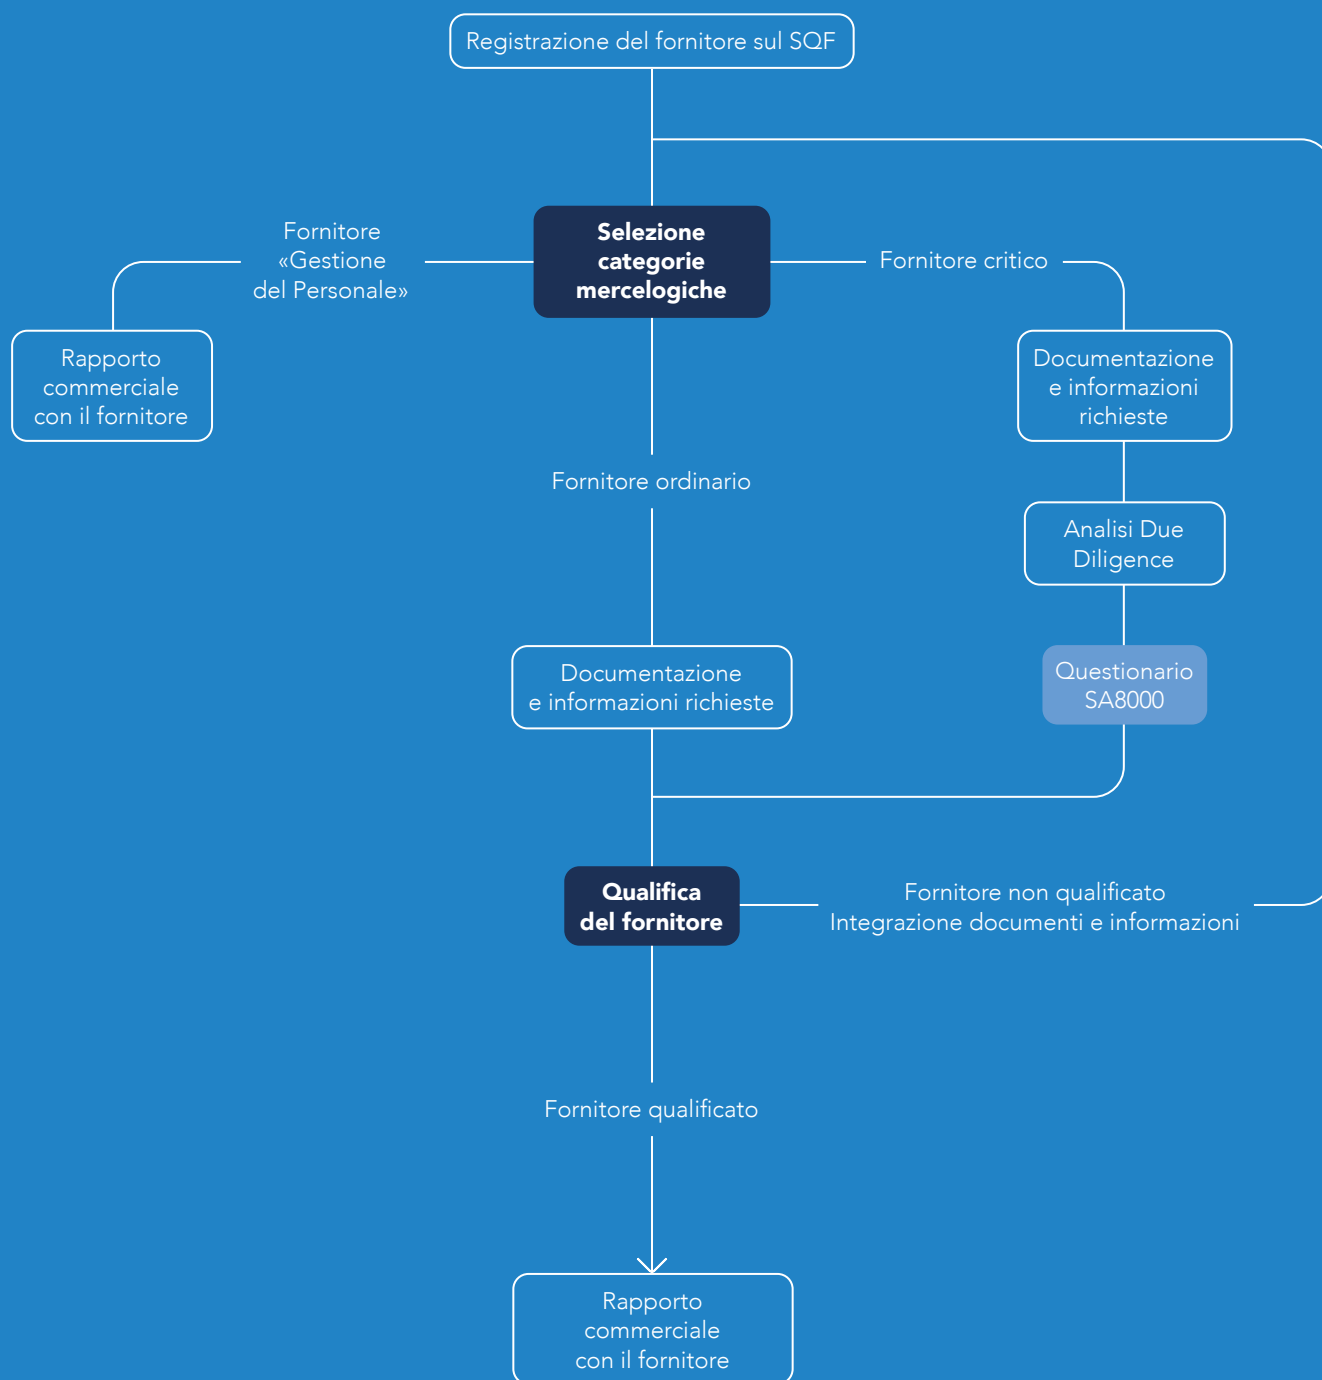 Registrazione del fornitore sul SQF
Fornitore
«Gestione
del Personale»
Selezione
categorie
mercelogiche
Fornitore critico
Rapporto
commerciale
con il fornitore
Documentazione
e informazioni
richieste
Fornitore ordinario
Analisi Due
Diligence
Documentazione
e informazioni richieste
Questionario
SA8000
Qualifica
del fornitore
Fornitore non qualificato
Integrazione documenti e informazioni
Fornitore qualificato
Rapporto
commerciale
con il fornitore